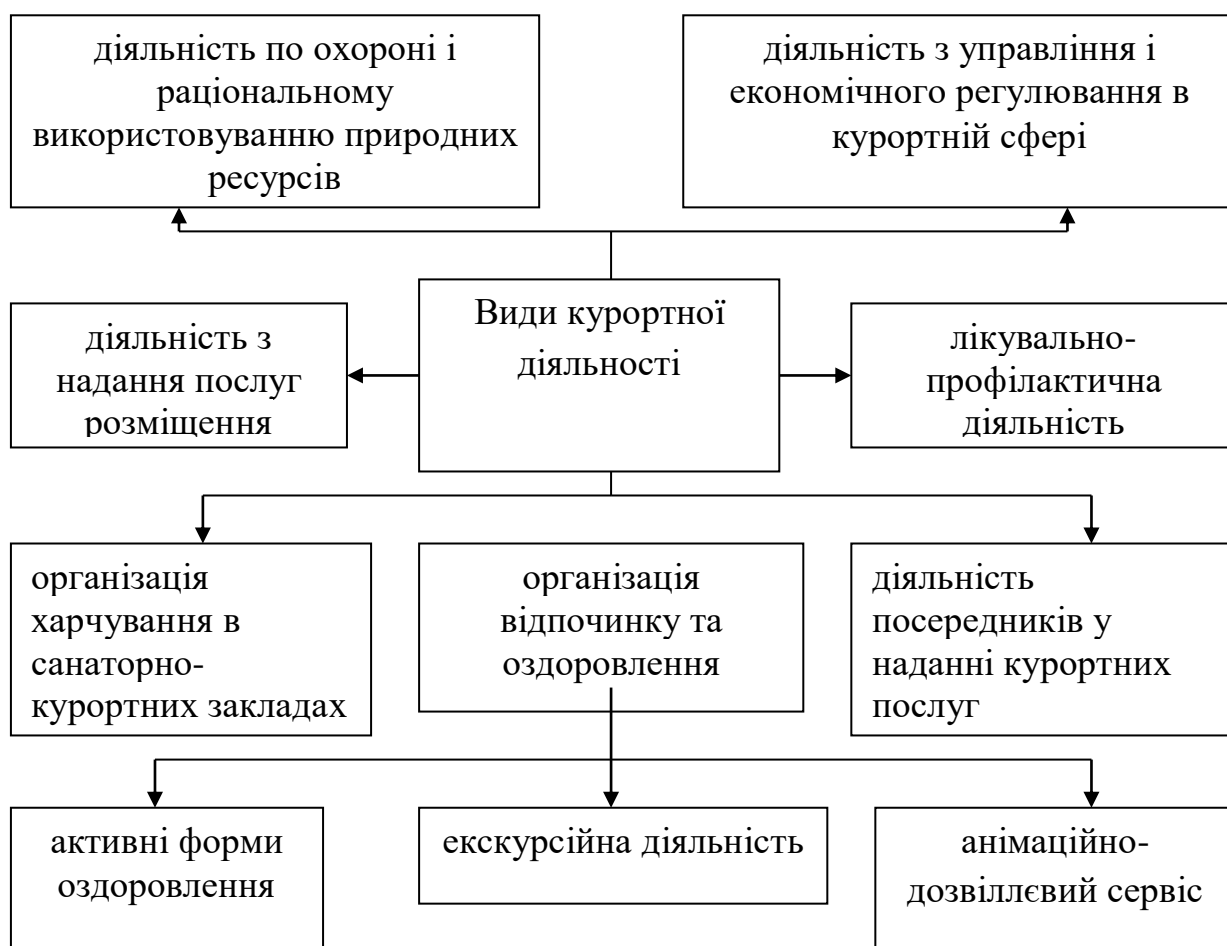 діяльність по охороні і
раціональному
використовуванню природних
ресурсів
діяльність з управління і
економічного регулювання в
курортній сфері
діяльність з
надання послуг
розміщення
Види курортної
діяльності
лікувально-
профілактична
діяльність
організація
харчування в
санаторно-
курортних закладах
організація
відпочинку та
оздоровлення
діяльність
посередників у
наданні курортних
послуг
активні форми
оздоровлення
екскурсійна діяльність
анімаційно-
дозвіллєвий сервіс